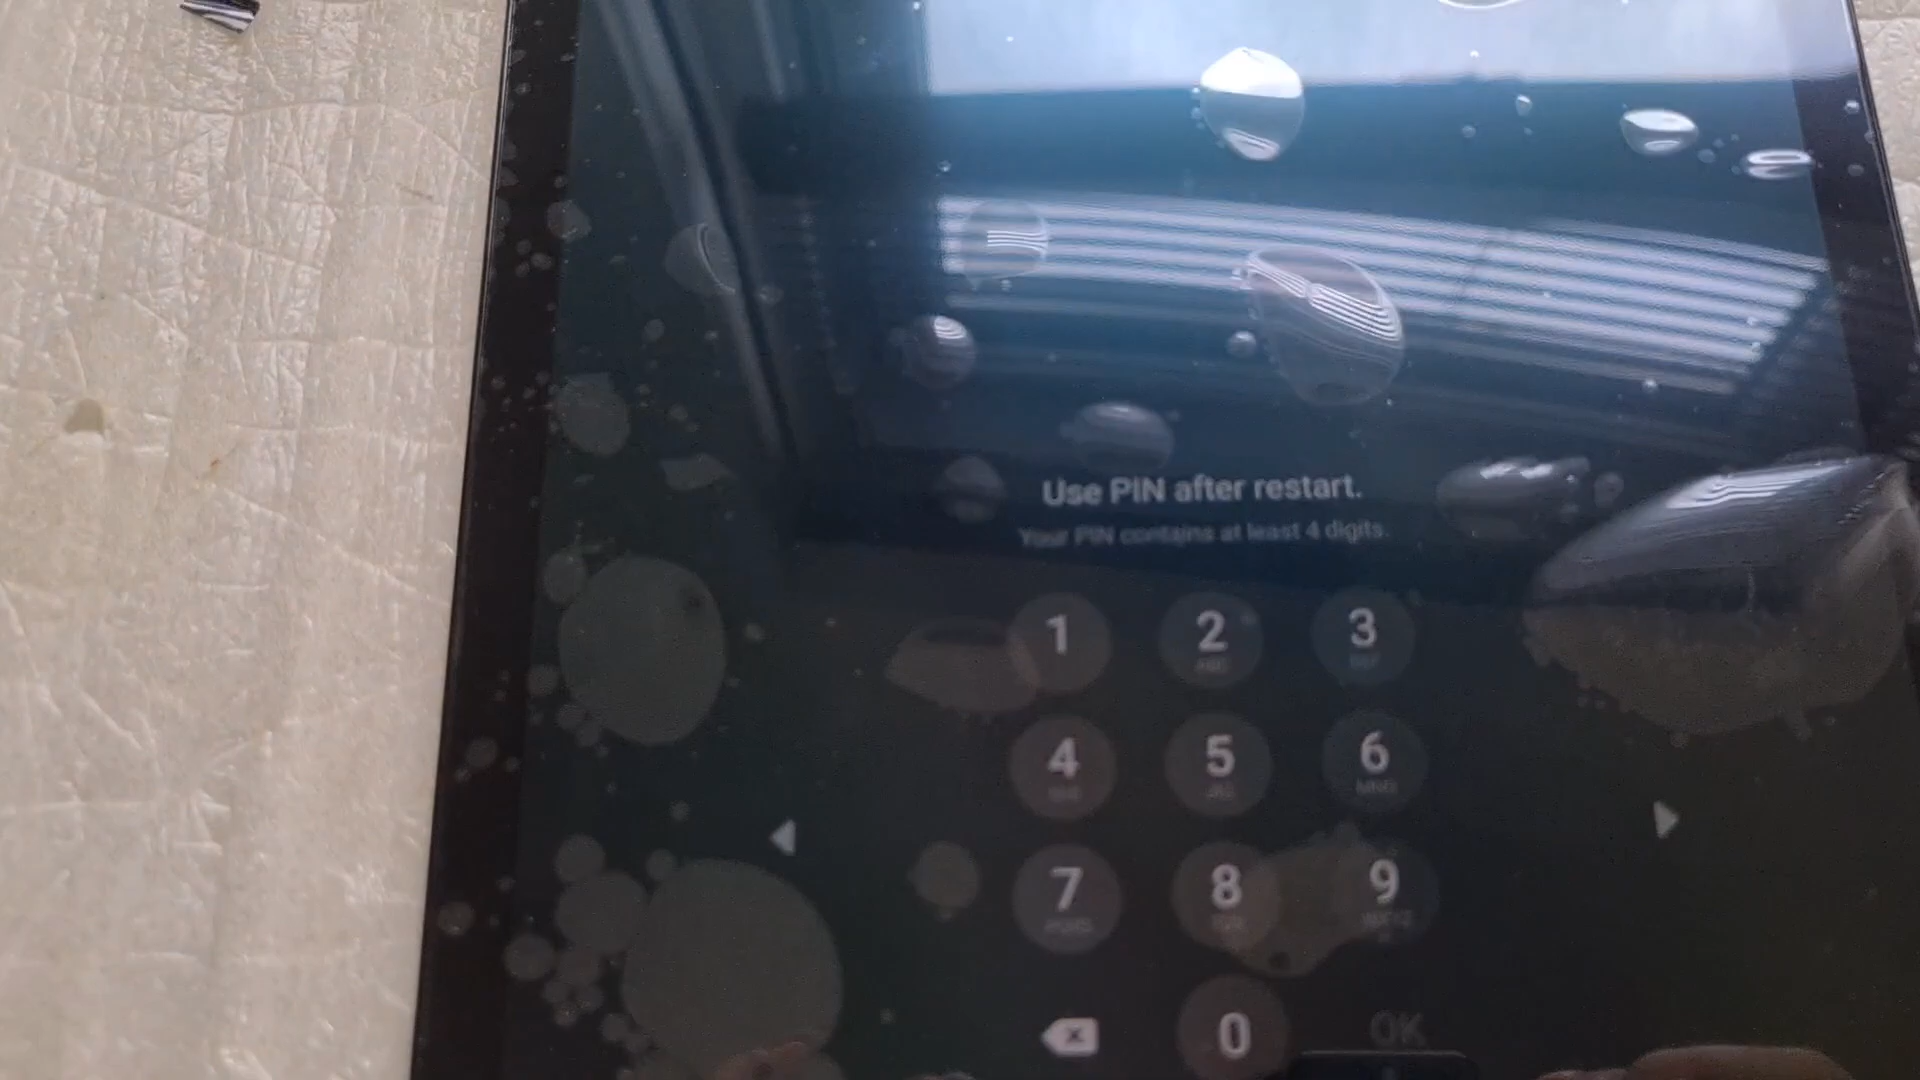 Use PIN after restart.
Your PIN contains at least 4 digits.
1 2 3
4 5 6
MNO
7 8 9
0 OK